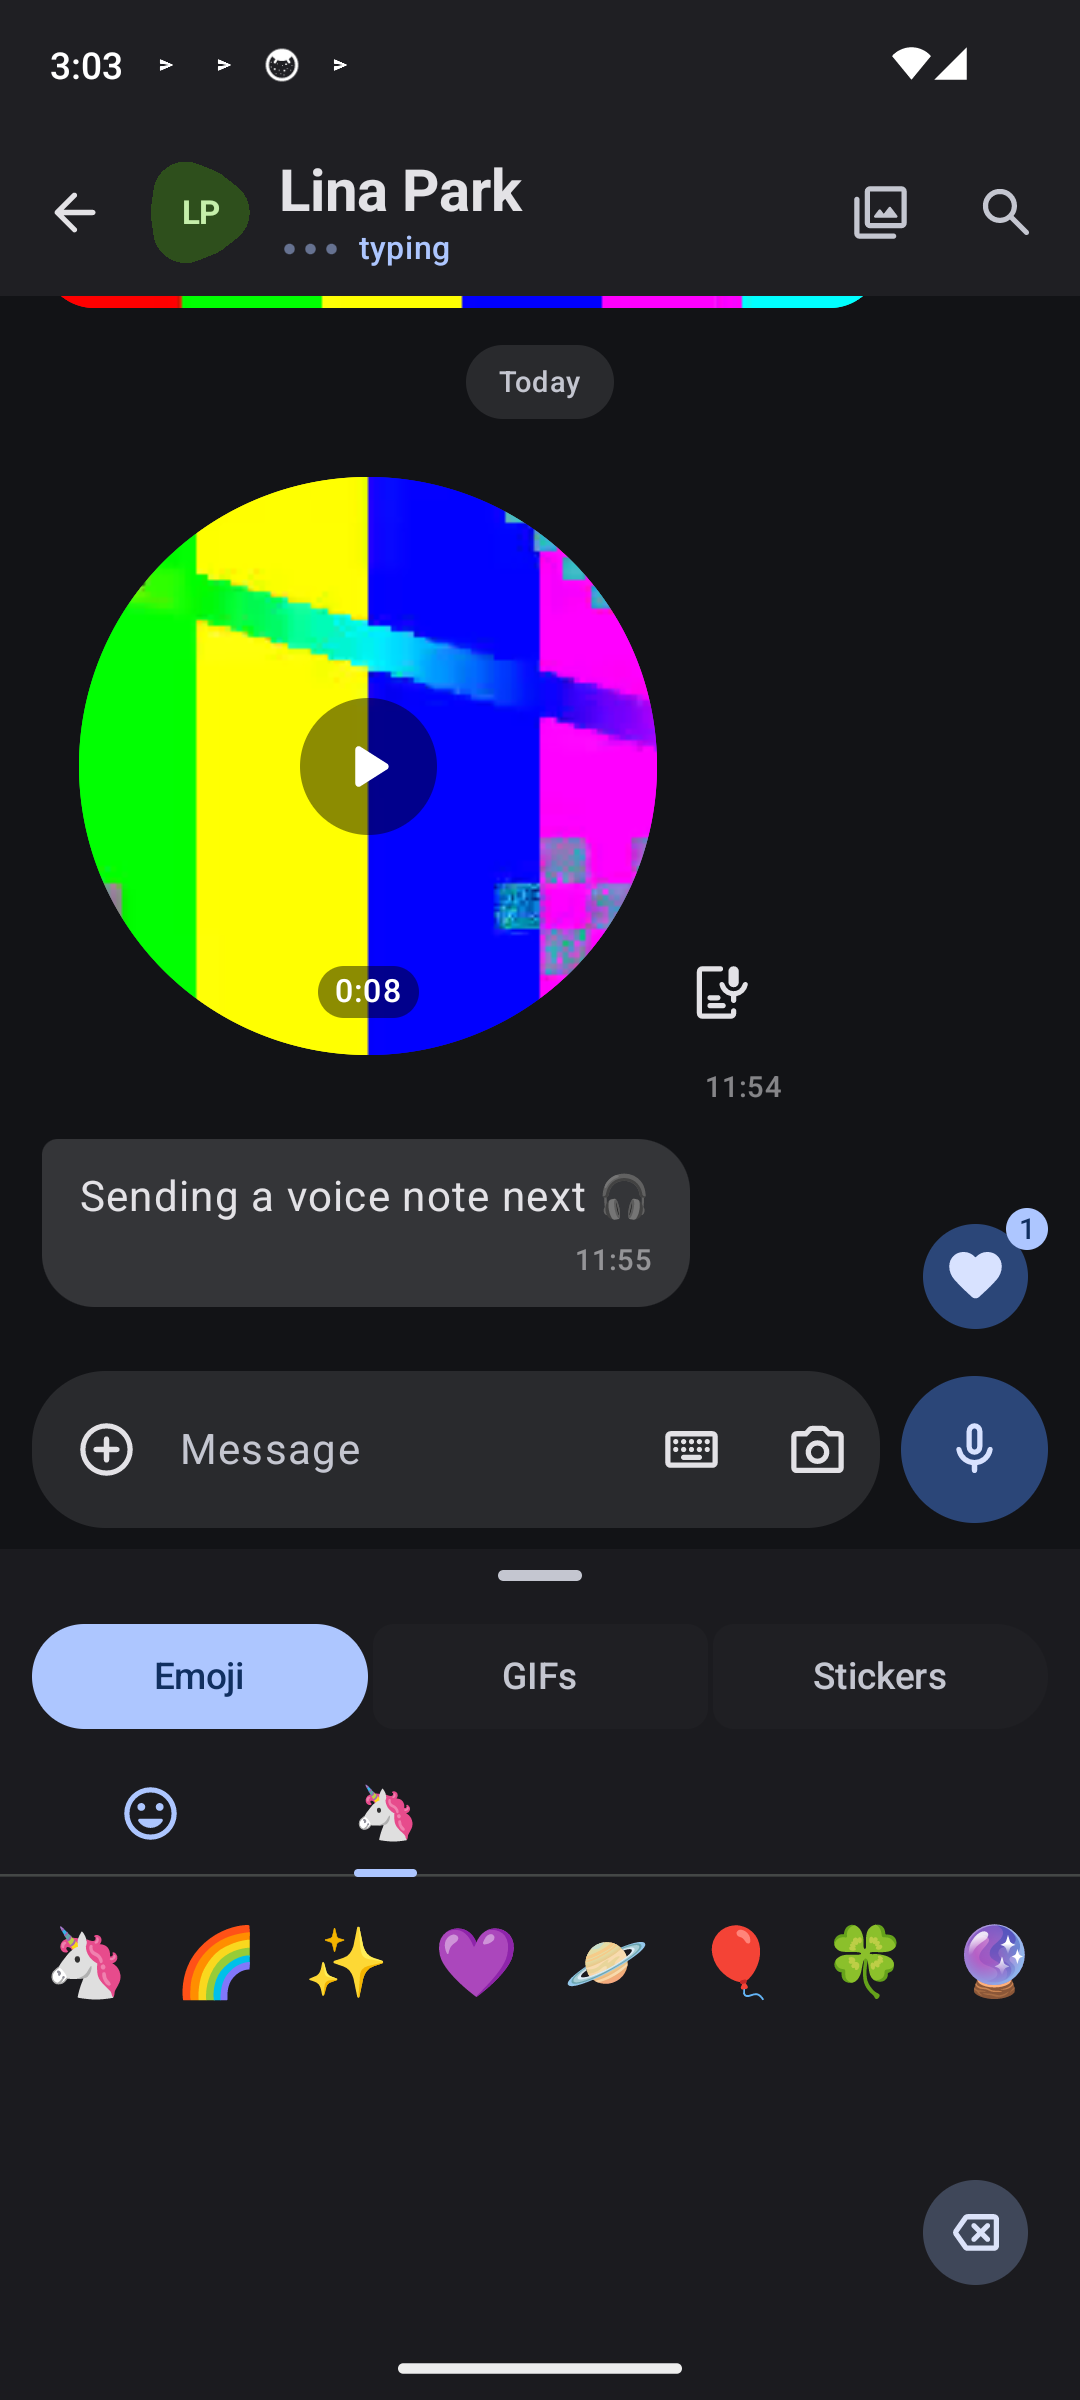 3:03
LP
Lina Park
typing
Today
0:08
11:54
Sending a voice note next 🎧
11:55
1
Message
Emoji
GIFs
Stickers